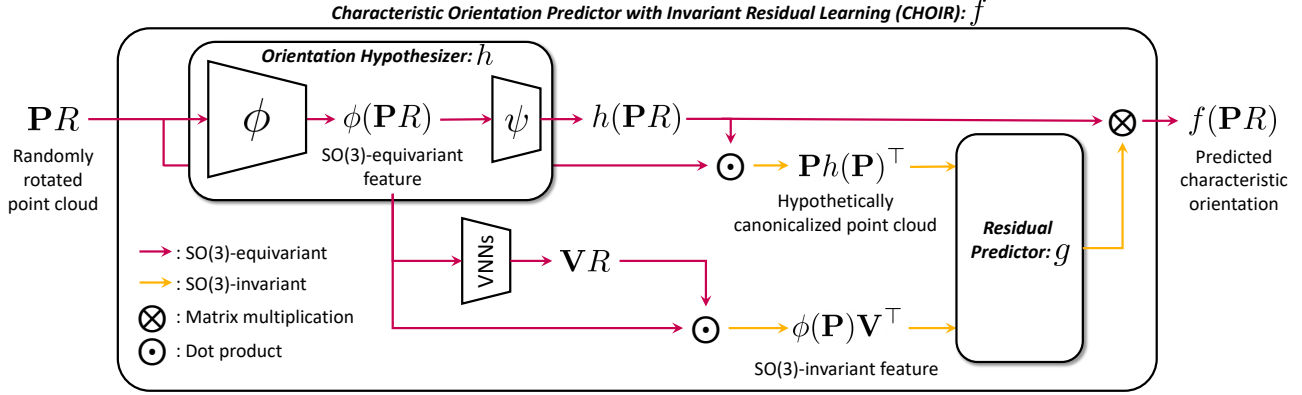 Characteristic Orientation Predictor with Invariant Residual Learning (CHOIR): f
Orientation Hypothesizer: h
𝐏R
Randomly
rotated
point cloud
ϕ
ϕ(𝐏R)
SO(3)-equivariant
feature
ψ
h(𝐏R)
𝐏h(𝐏)⊤
Hypothetically
canonicalized point cloud
Residual
Predictor: g
f(𝐏R)
Predicted
characteristic
orientation
VNNs
𝐕R
ϕ(𝐏)𝐕⊤
SO(3)-invariant feature
: SO(3)-equivariant
: SO(3)-invariant
: Matrix multiplication
: Dot product